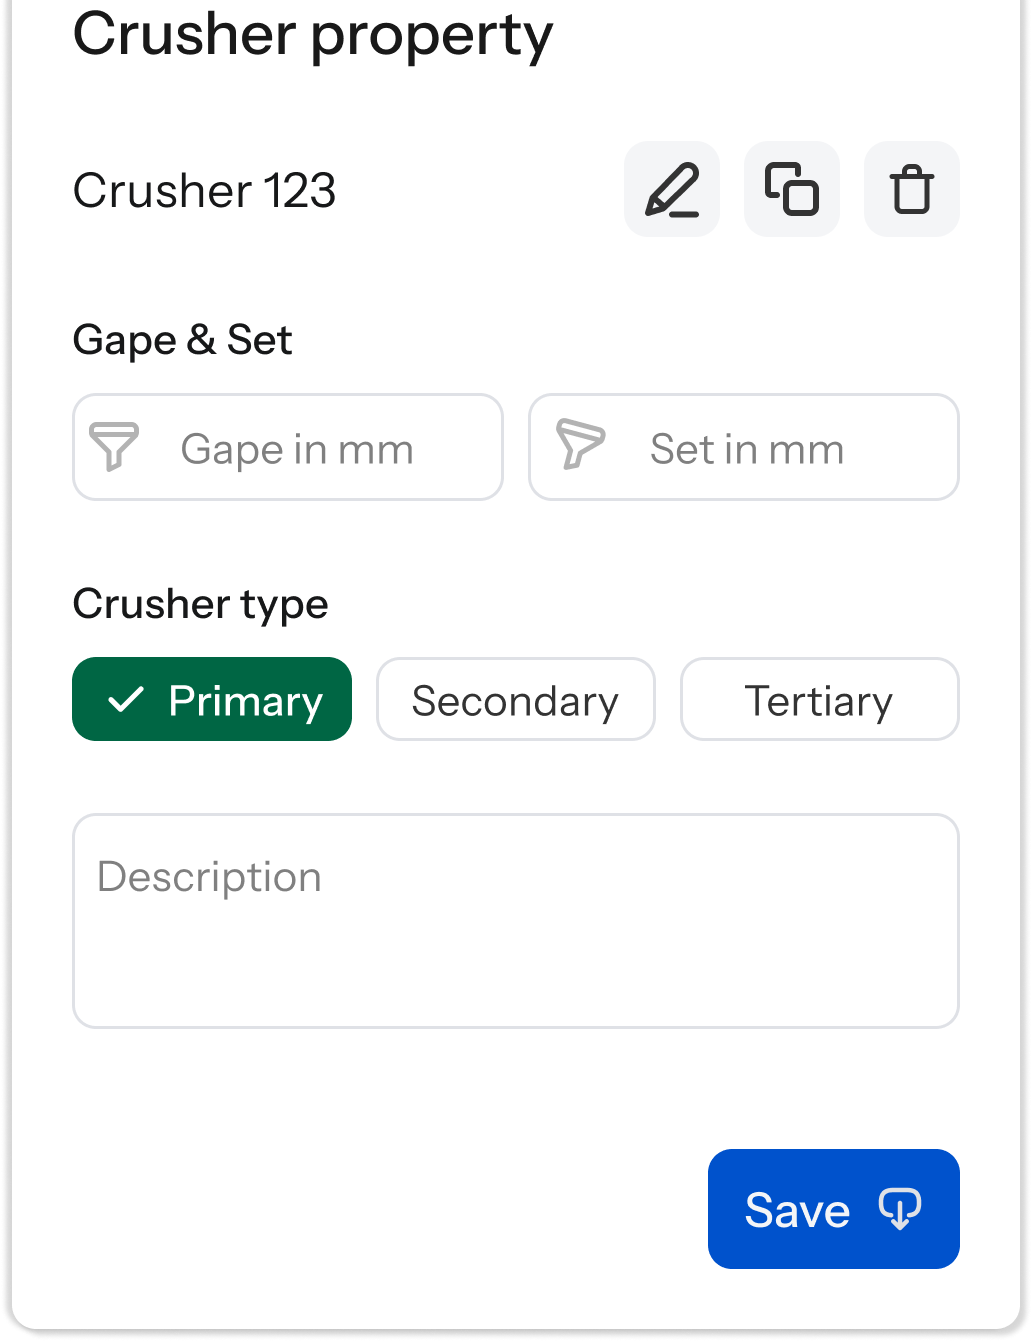 Crusher property
Crusher 123
Gape & Set
Gape in mm
Set in mm
Crusher type
Primary
Secondary
Tertiary
Description
Save